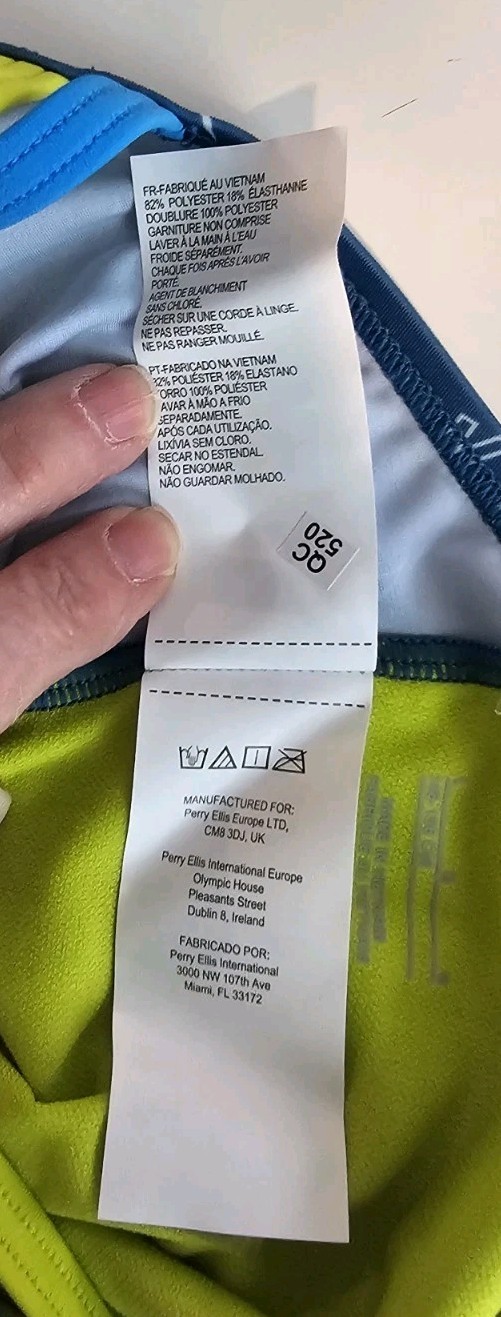 FR-FABRIQUÉ AU VIETNAM
82% POLYESTER 18% ÉLASTHANNE
DOUBLURE 100% POLYESTER
GARNITURE NON COMPRISE
LAVER À LA MAIN À L'EAU
FROIDE SÉPARÉMENT.
CHAQUE FOIS APRÈS L'AVOIR
PORTÉ.
AGENT DE BLANCHIMENT
SANS CHLORÉ.
SÉCHER SUR UNE CORDE À LINGE.
NE PAS REPASSER.
NE PAS RANGER MOUILLÉ.
PT-FABRICADO NA VIETNAM
82% POLIÉSTER 18% ELASTANO
ORRO 100% POLIÉSTER
AVAR À MÃO A FRIO
SEPARADAMENTE.
APÓS CADA UTILIZAÇÃO.
LIXÍVIA SEM CLORO.
SECAR NO ESTENDAL.
NÃO ENGOMAR.
NÃO GUARDAR MOLHADO.
QC
520
MANUFACTURED FOR:
Perry Ellis Europe LTD,
CM8 3DJ, UK
Perry Ellis International Europe
Olympic House
Pleasants Street
Dublin 8, Ireland
FABRICADO POR:
Perry Ellis International
3000 NW 107th Ave
Miami, FL 33172